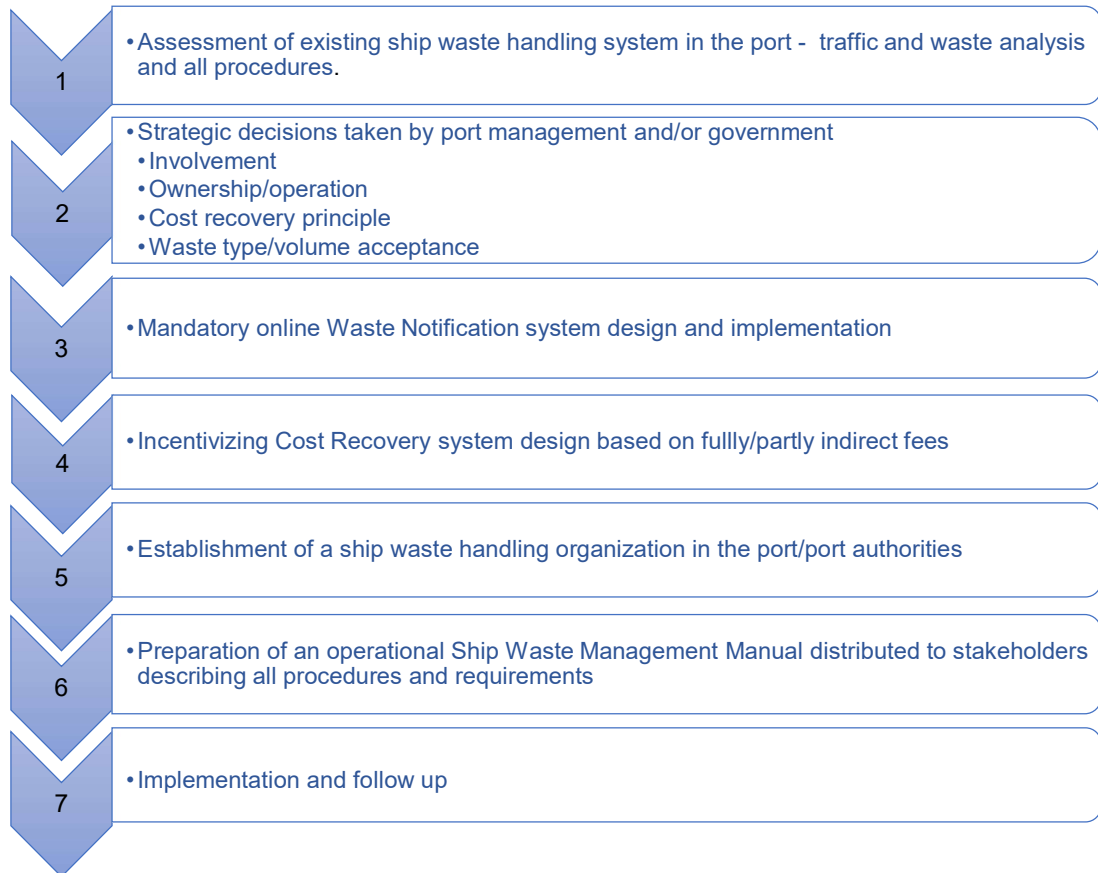 1
•Assessment of existing ship waste handling system in the port -  traffic and waste analysis
and all procedures.
2
•Strategic decisions taken by port management and/or government
•Involvement
•Ownership/operation
•Cost recovery principle
•Waste type/volume acceptance
3
•Mandatory online Waste Notification system design and implementation
4
•Incentivizing Cost Recovery system design based on fullly/partly indirect fees
5
•Establishment of a ship waste handling organization in the port/port authorities
6
•Preparation of an operational Ship Waste Management Manual distributed to stakeholders
describing all procedures and requirements
7
•Implementation and follow up